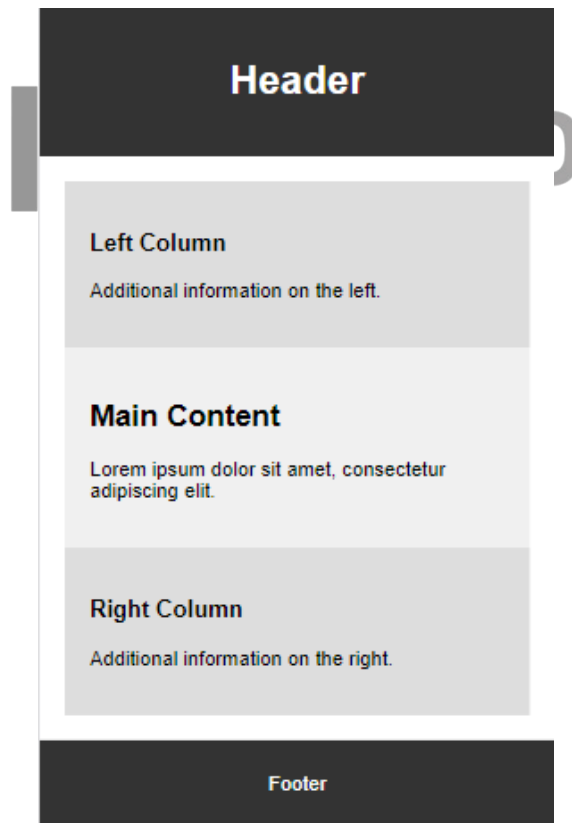 Header
Left Column
Additional information on the left.
Main Content
Lorem ipsum dolor sit amet, consectetur
adipiscing elit.
Right Column
Additional information on the right.
Footer